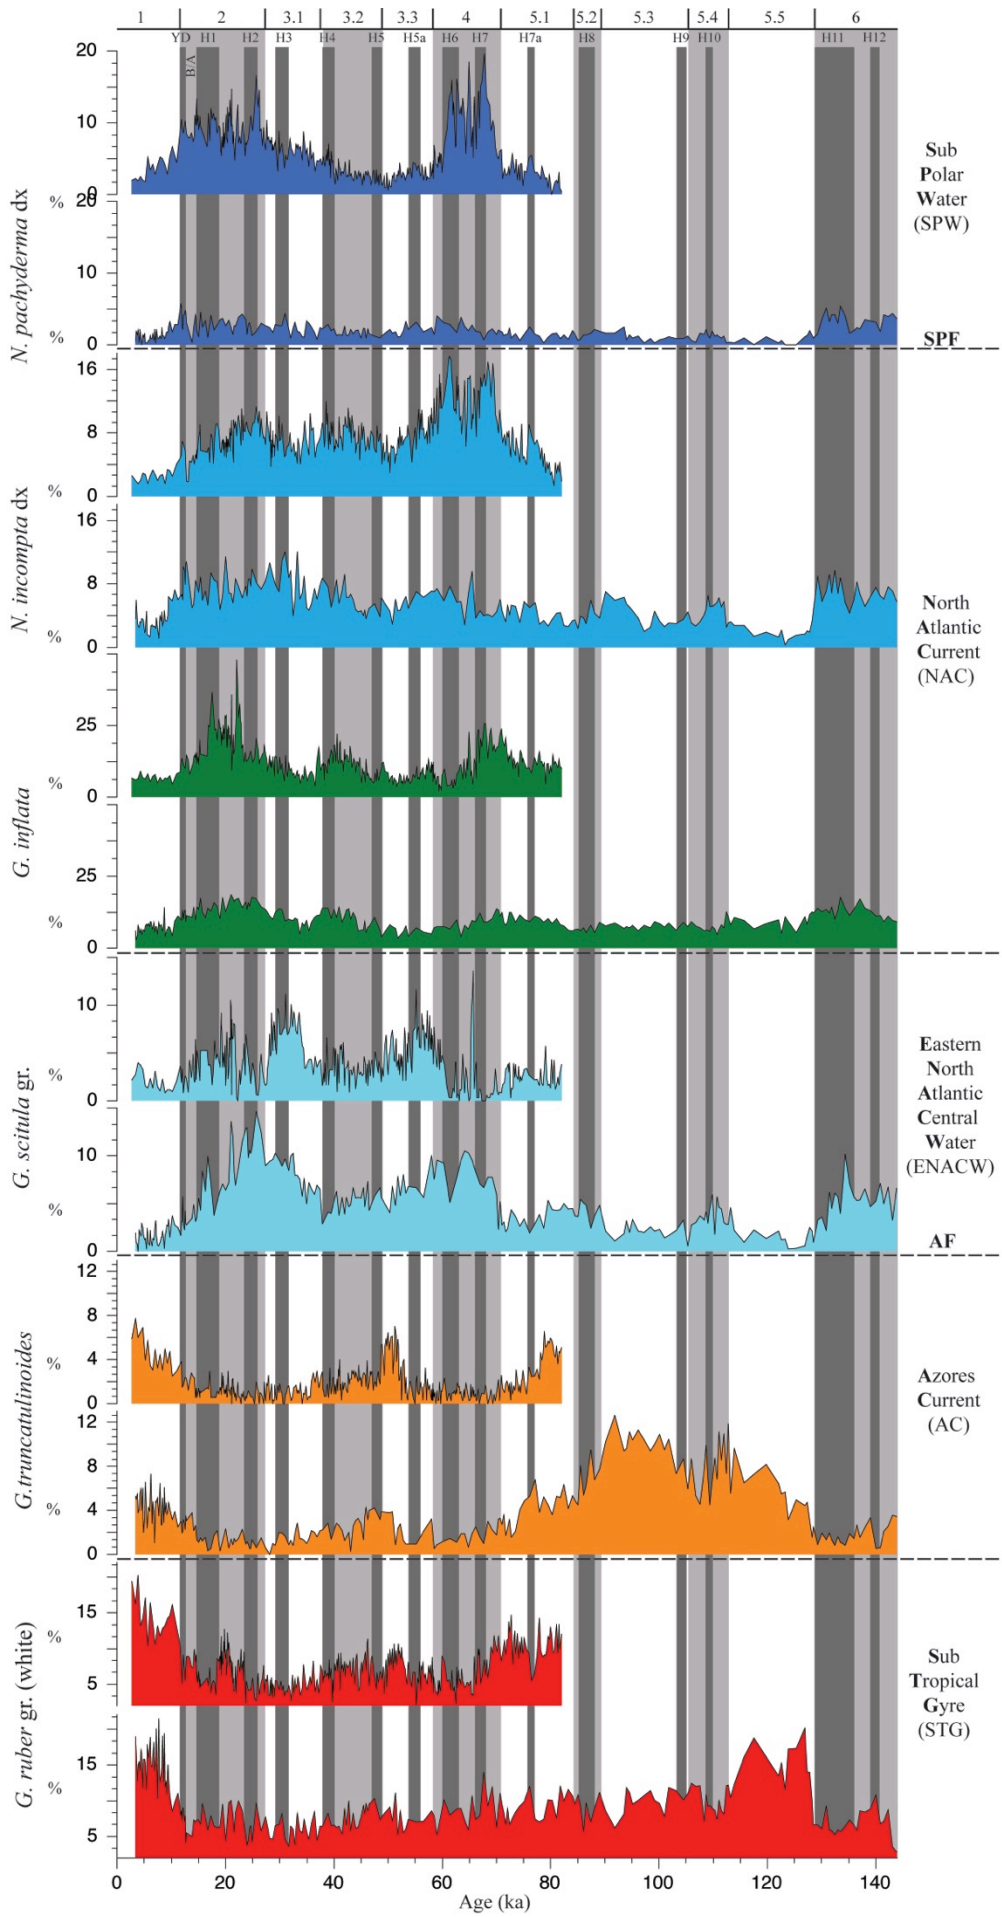 1 2 3.1 3.2 3.3 4 5.1 5.2 5.3 5.4 5.5 6
YD B/A H1 H2 H3 H4 H5 H5a H6 H7 H7a H8 H9 H10 H11 H12
20
10
0
%
20
10
%
0
N. pachyderma dx
Sub
Polar
Water
(SPW)
SPF
16
8
%
0
16
8
%
0
N. incompta dx
25
%
0
25
%
0
G. inflata
North
Atlantic
Current
(NAC)
10
%
0
10
%
0
G. scitula gr.
Eastern
North
Atlantic
Central
Water
(ENACW)
AF
12
8
%
4
0
12
8
%
4
0
G.truncatulinoides
Azores
Current
(AC)
15
%
5
15
%
5
G. ruber gr. (white)
Sub
Tropical
Gyre
(STG)
0 20 40 60 80 100 120 140
Age (ka)